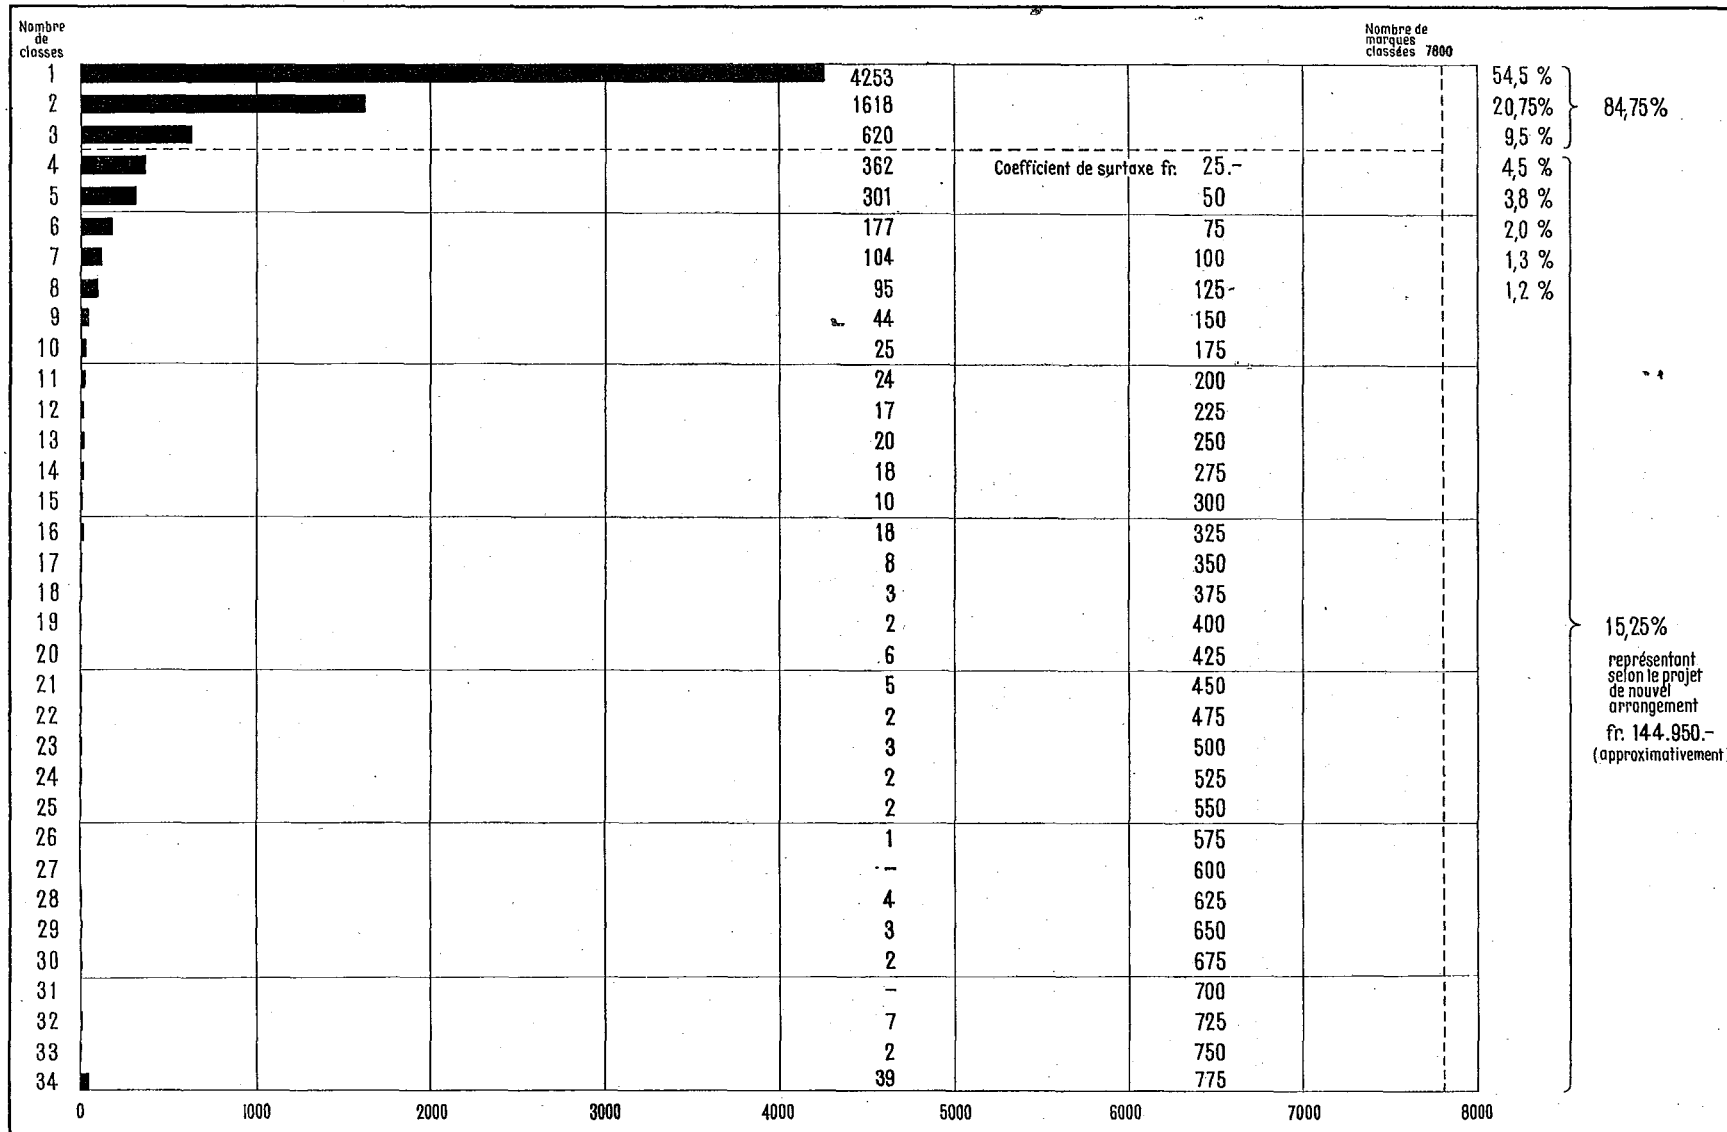 Nombre de classes
Nombre de marques classées 7800
1 4253 54,5 %
2 1618 20,75% 84,75%
3 620 9,5 %
4 362 Coefficient de surtaxe fr. 25.- 4,5 %
5 301 50 3,8 %
6 177 75 2,0 %
7 104 100 1,3 %
8 95 125- 1,2 %
9 44 150
10 25 175
11 24 200
12 17 225
13 20 250
14 18 275
15 10 300
16 18 325
17 8 350
18 3 375
19 2 400 15,25%
20 6 425 représentant
21 5 450 selon le projet de nouvel
22 2 475 arrangement
23 3 500 fr. 144.950.-
24 2 525 (approximativement)
25 2 550
26 1 575
27 - 600
28 4 625
29 3 650
30 2 675
31 - 700
32 7 725
33 2 750
34 39 775
0 1000 2000 3000 4000 5000 6000 7000 8000